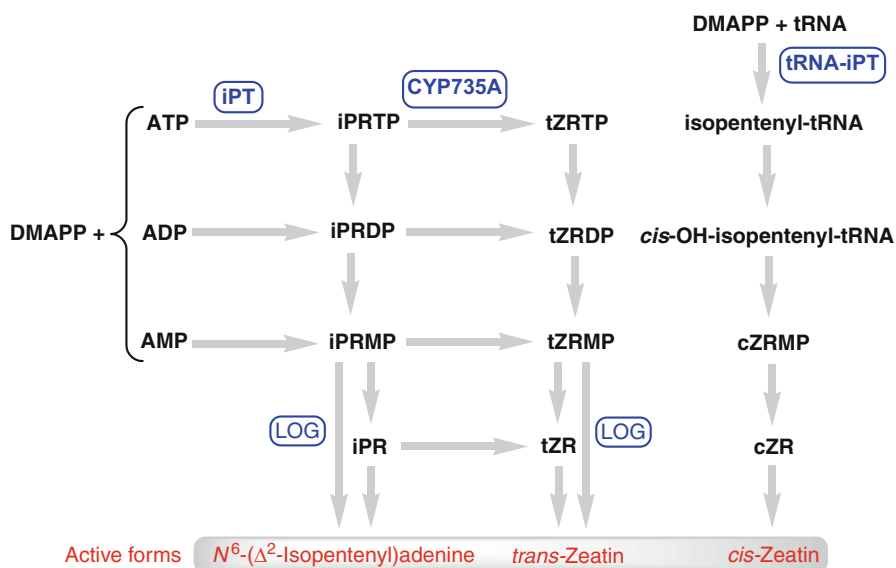 DMAPP + tRNA
tRNA-iPT
iPT
CYP735A
ATP
iPRTP
tZRTP
isopentenyl-tRNA
DMAPP +
ADP
iPRDP
tZRDP
cis-OH-isopentenyl-tRNA
AMP
iPRMP
tZRMP
cZRMP
LOG
iPR
tZR
LOG
cZR
Active forms
N⁶-(Δ²-Isopentenyl)adenine
trans-Zeatin
cis-Zeatin